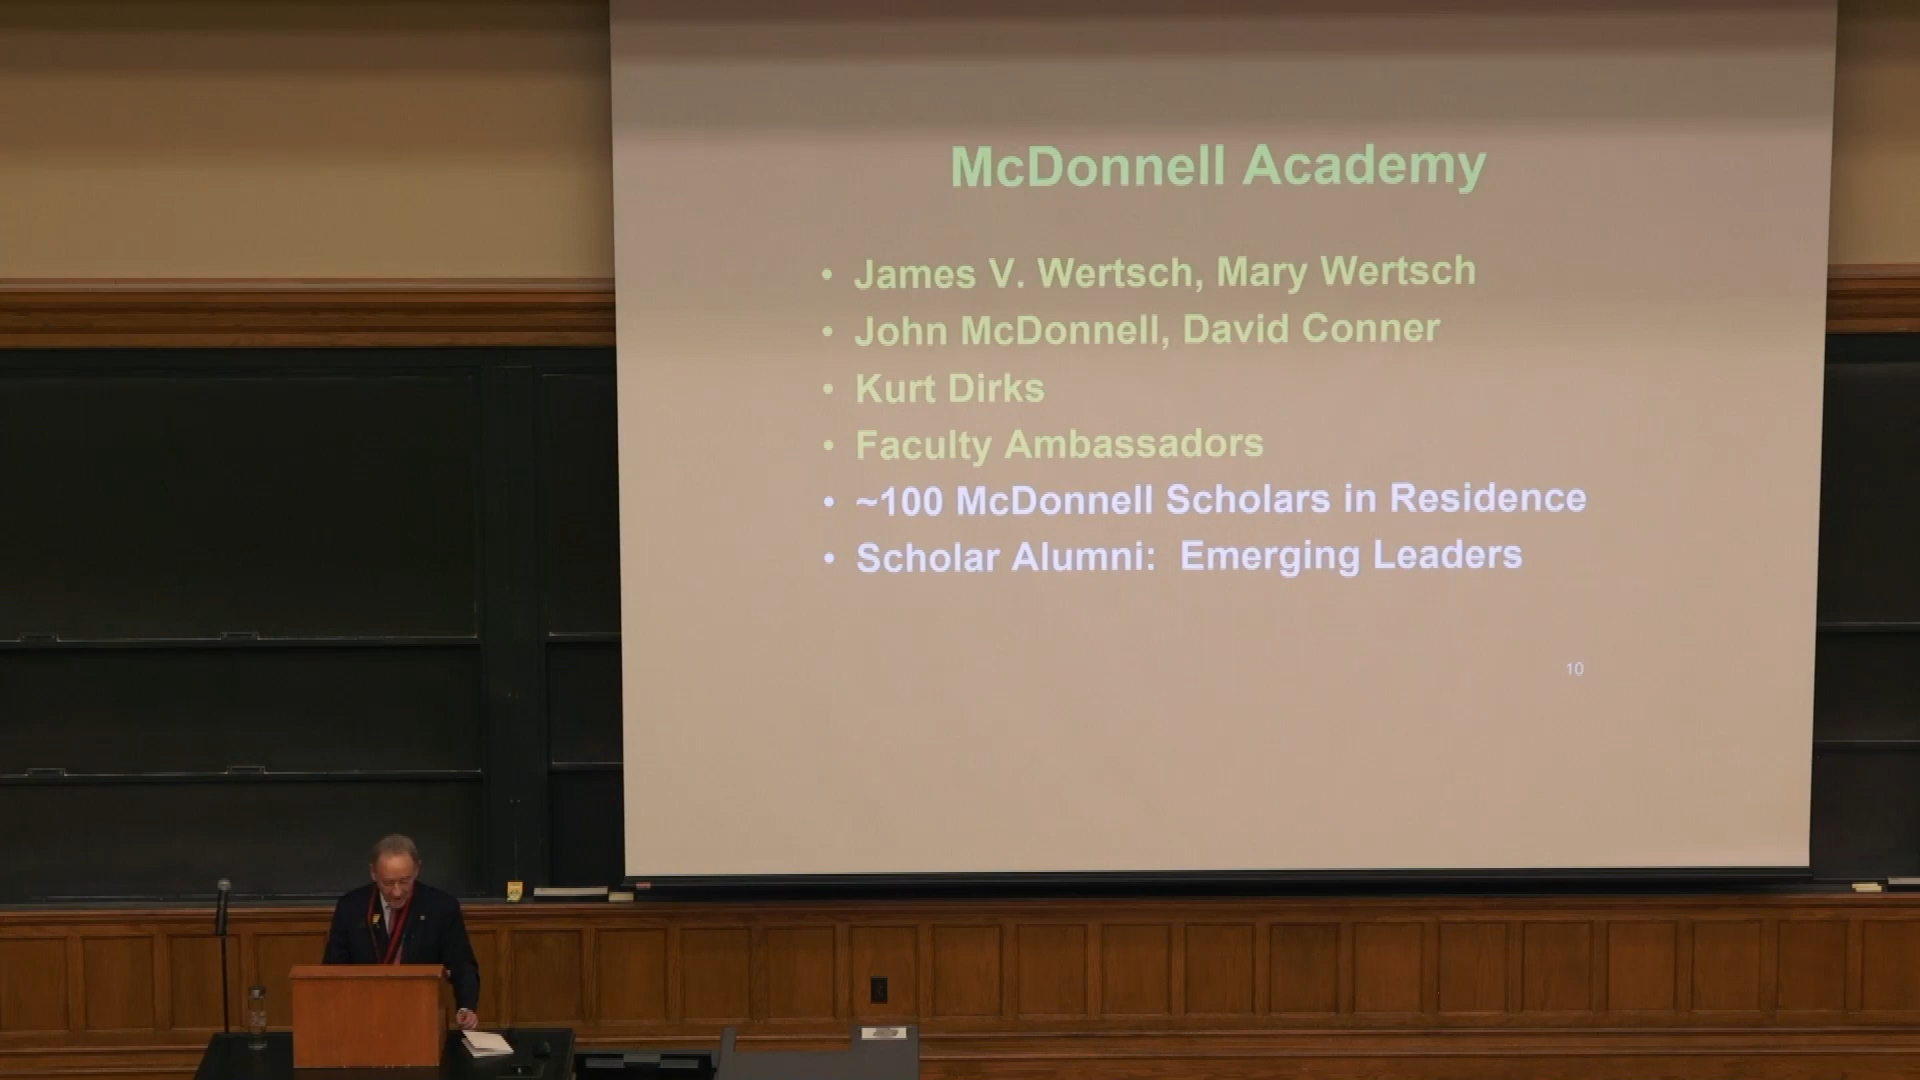 McDonnell Academy
• James V. Wertsch, Mary Wertsch
• John McDonnell, David Conner
• Kurt Dirks
• Faculty Ambassadors
• ~100 McDonnell Scholars in Residence
• Scholar Alumni: Emerging Leaders
10